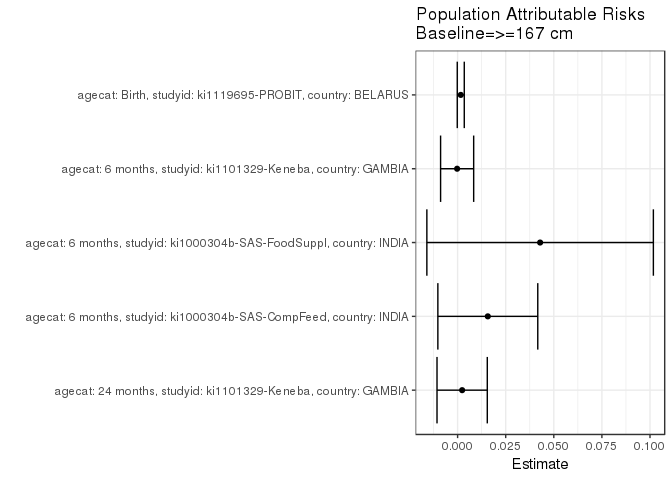 Population Attributable Risks
Baseline=>=167 cm
agecat: Birth, studyid: ki1119695-PROBIT, country: BELARUS
agecat: 6 months, studyid: ki1101329-Keneba, country: GAMBIA
agecat: 6 months, studyid: ki1000304b-SAS-FoodSuppl, country: INDIA
agecat: 6 months, studyid: ki1000304b-SAS-CompFeed, country: INDIA
agecat: 24 months, studyid: ki1101329-Keneba, country: GAMBIA
0.000 0.025 0.050 0.075 0.100
Estimate